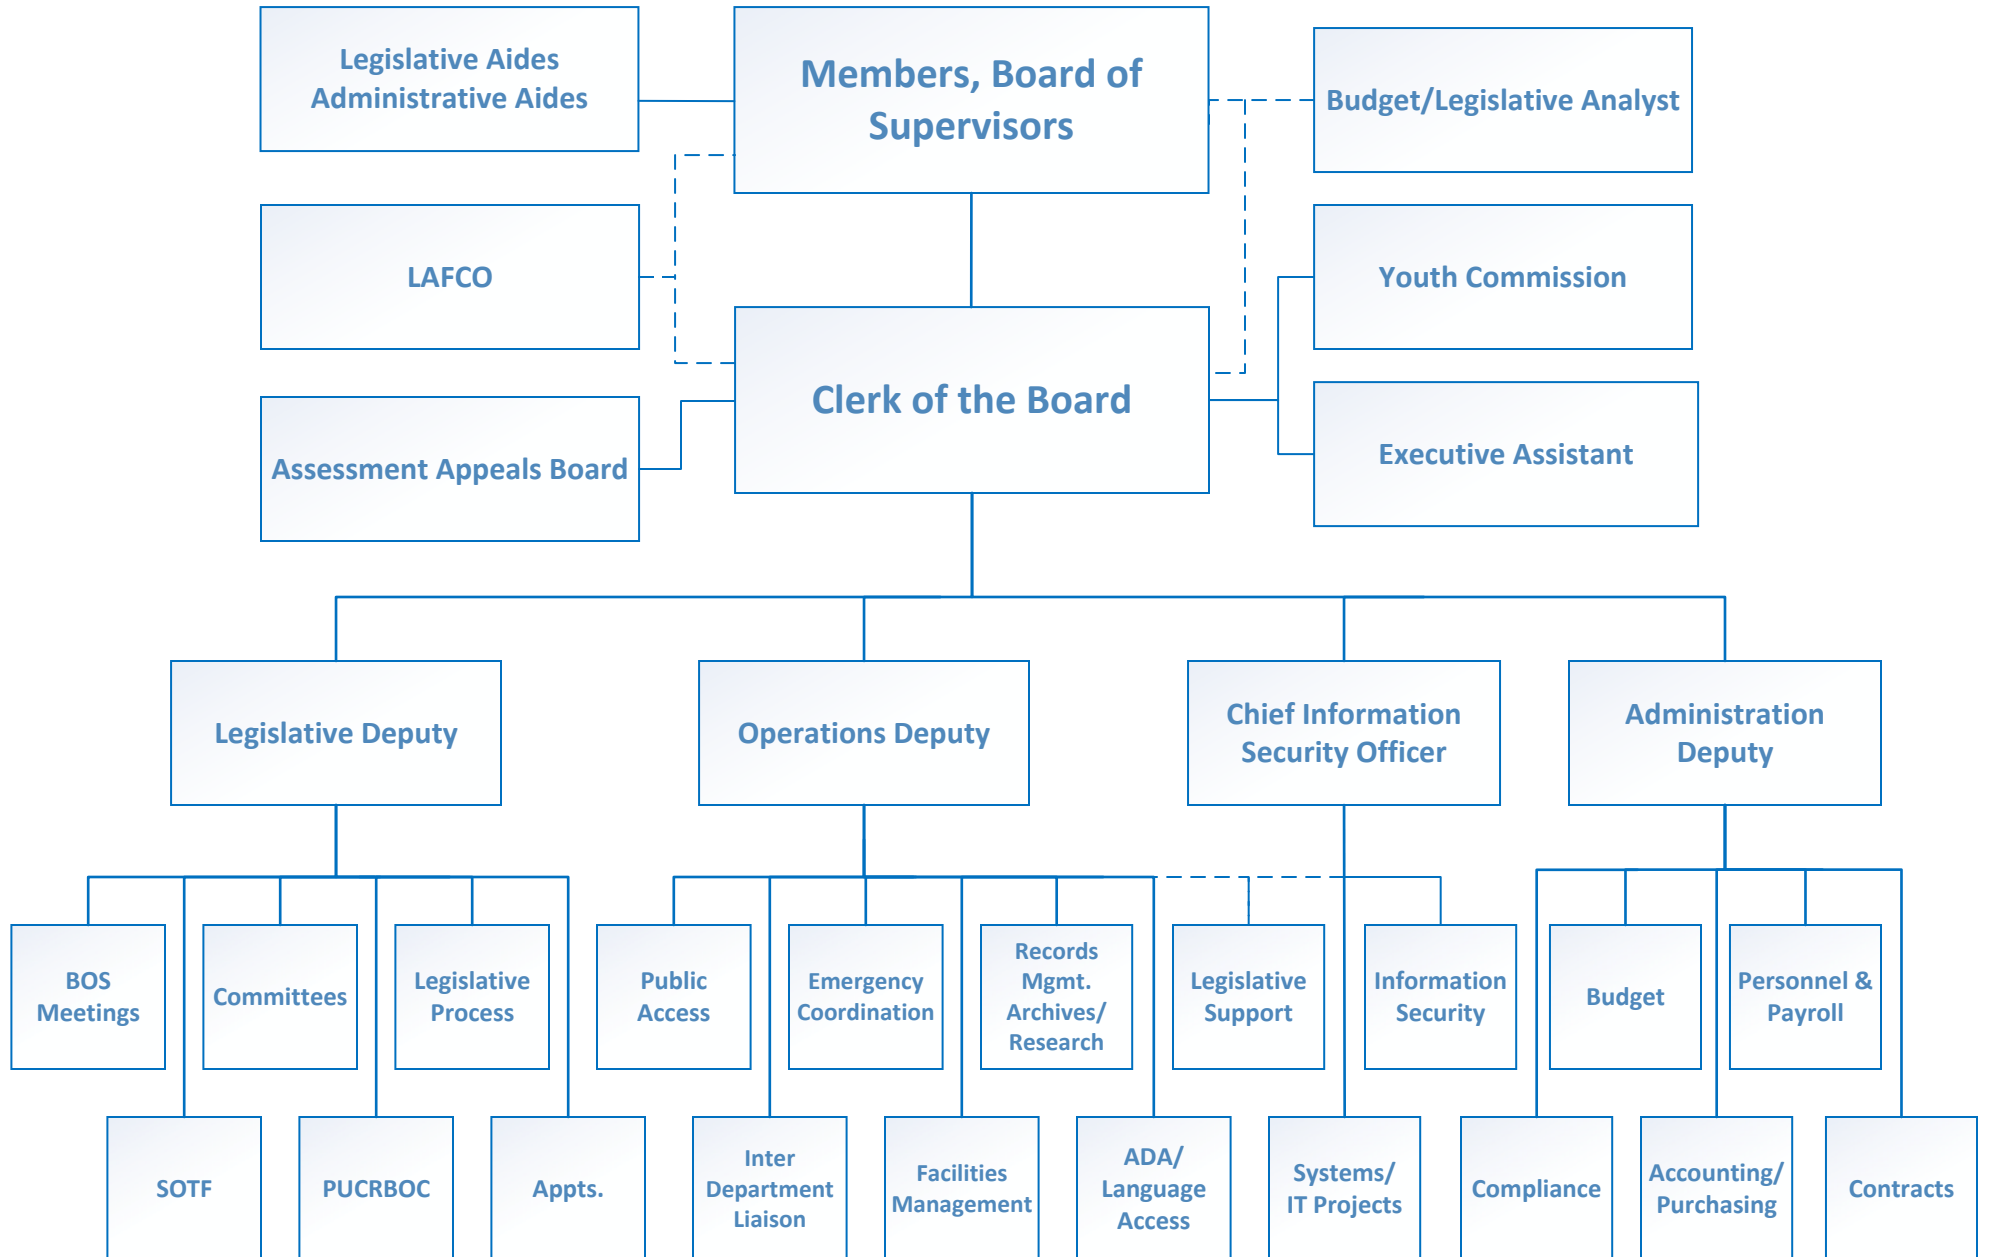 Legislative Aides
Administrative Aides
Members, Board of
Supervisors
Budget/Legislative Analyst
LAFCO
Youth Commission
Clerk of the Board
Assessment Appeals Board
Executive Assistant
Legislative Deputy
Operations Deputy
Chief Information
Security Officer
Administration
Deputy
BOS
Meetings
Committees
Legislative
Process
Public
Access
Emergency
Coordination
Records
Mgmt.
Archives/
Research
Legislative
Support
Information
Security
Budget
Personnel &
Payroll
SOTF
PUCRBOC
Appts.
Inter
Department
Liaison
Facilities
Management
ADA/
Language
Access
Systems/
IT Projects
Compliance
Accounting/
Purchasing
Contracts